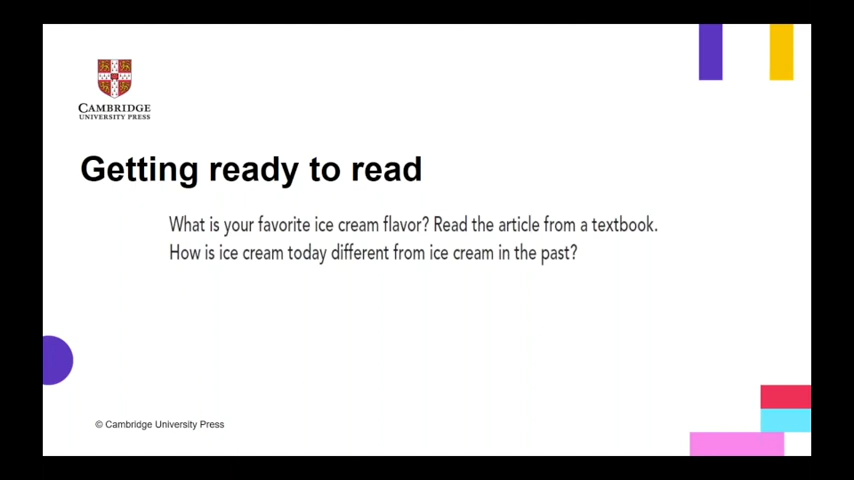 CAMBRIDGE
UNIVERSITY PRESS
Getting ready to read
What is your favorite ice cream flavor? Read the article from a textbook.
How is ice cream today different from ice cream in the past?
© Cambridge University Press